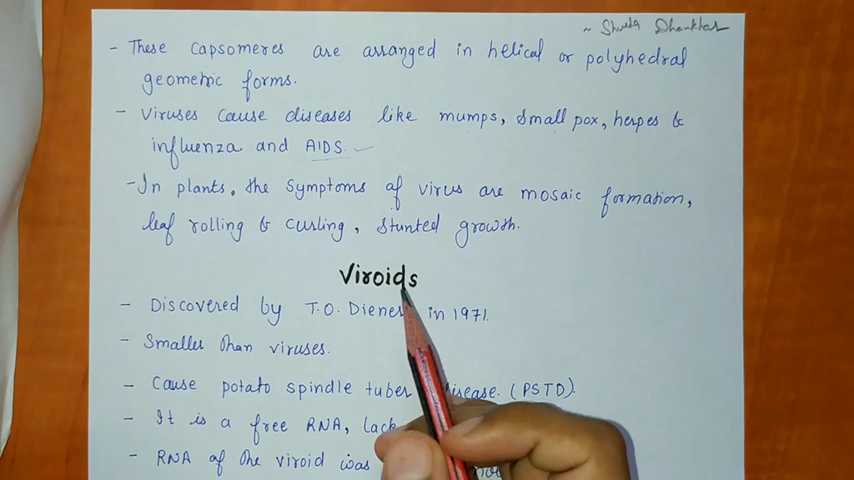 ~ Shweta Dhankhar
- These capsomeres are arranged in helical or polyhedral
geometric forms.
- Viruses cause diseases like mumps, small pox, herpes &
influenza and AIDS
- In plants, the symptoms of virus are mosaic formation,
leaf rolling & curling, stunted growth.
Viroids
- Discovered by T.O. Diener in 1971.
- Smaller than viruses.
- Cause potato spindle tuber disease. (PSTD).
- It is a free RNA, lack
- RNA of the viroid was